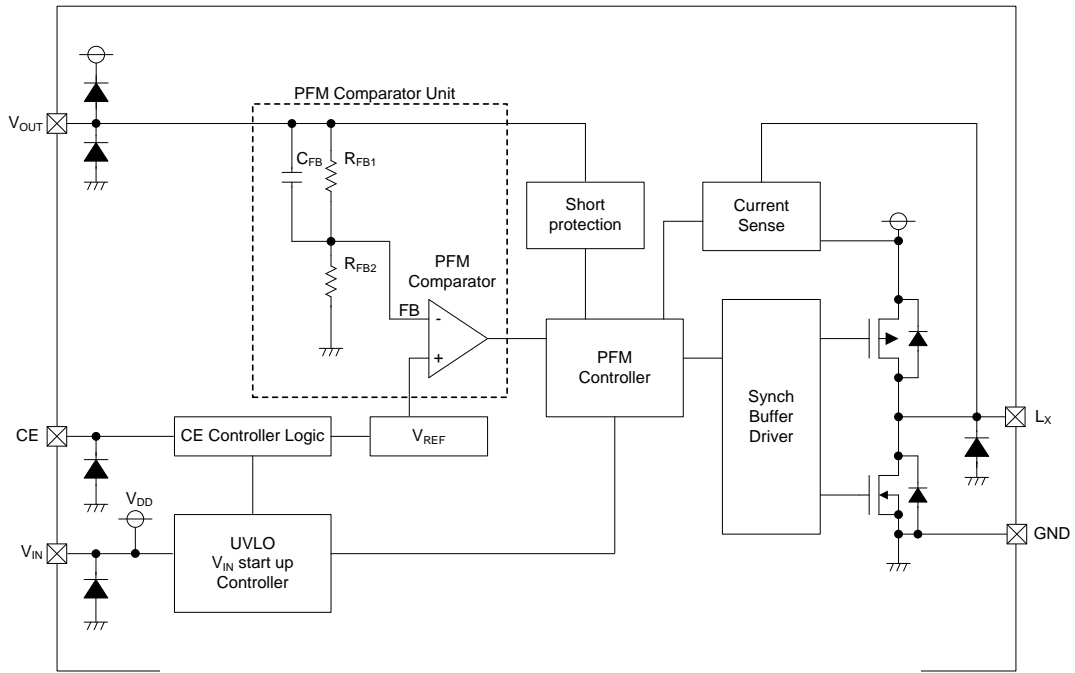 PFM Comparator Unit
VOUT
CFB
RFB1
Short
protection
Current
Sense
RFB2
PFM
Comparator
FB
-
+
PFM
Controller
Synch
Buffer
Driver
CE
CE Controller Logic
VREF
LX
VDD
VIN
UVLO
VIN start up
Controller
GND